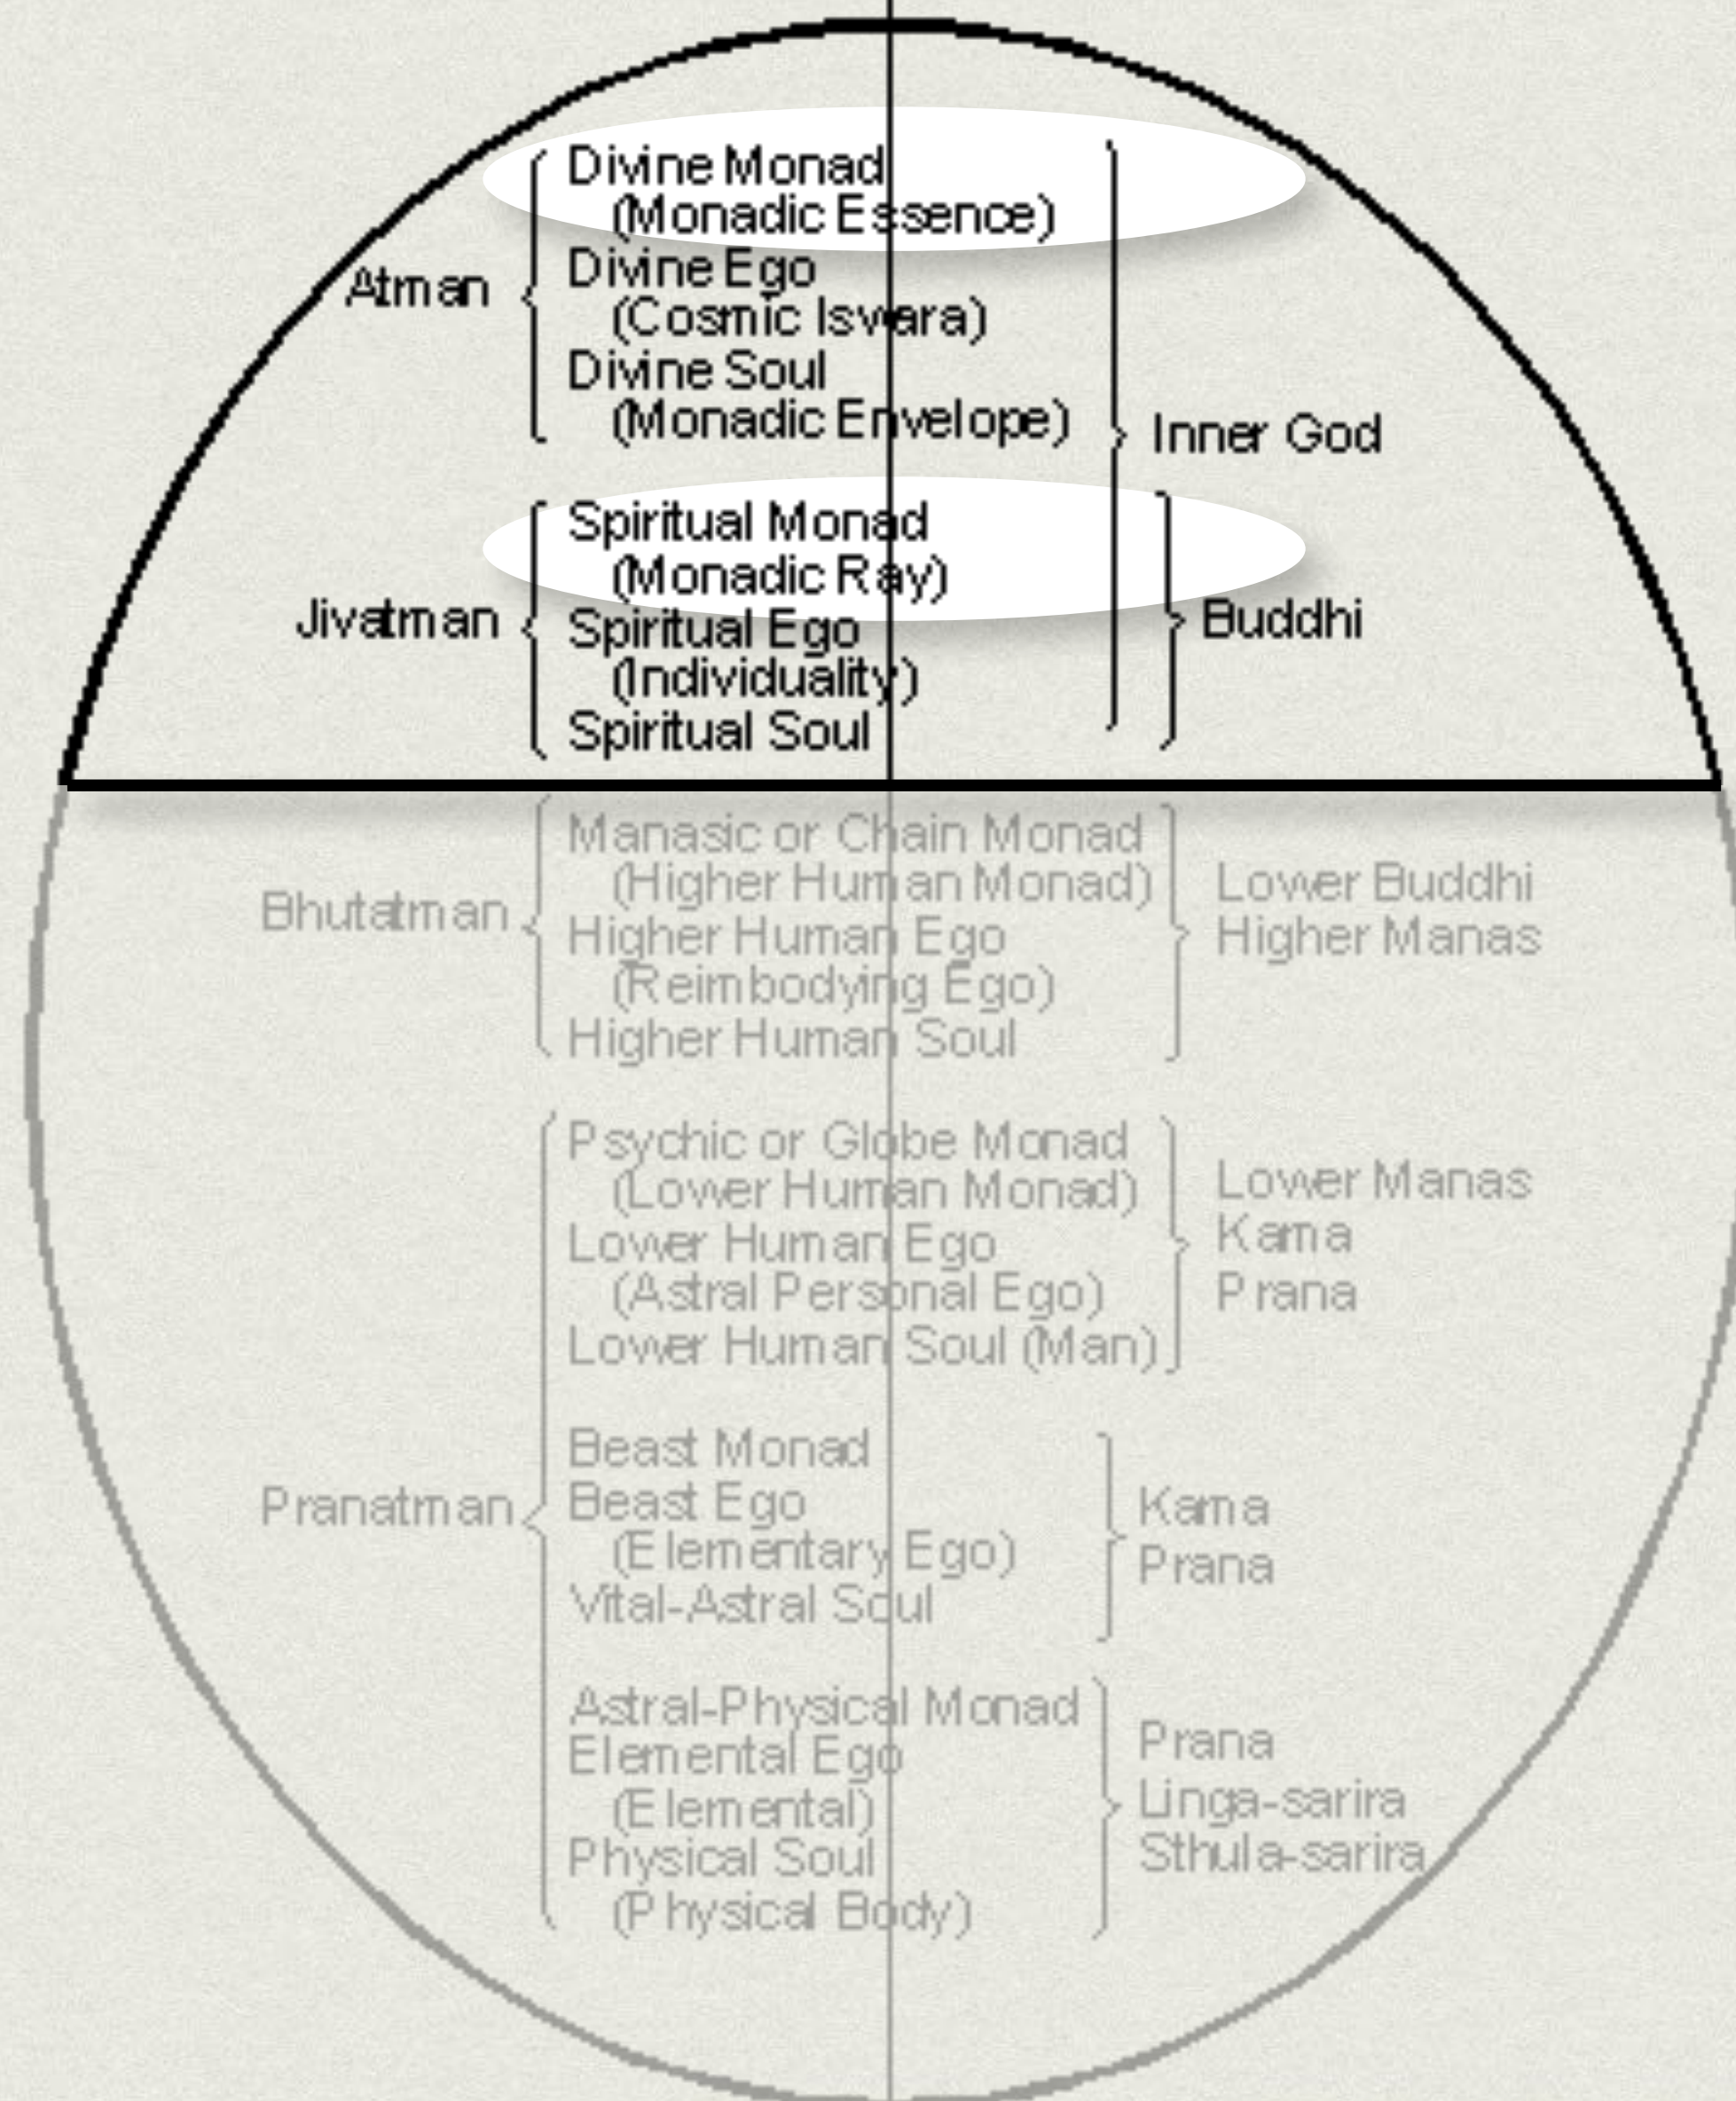 Divine Monad
(Monadic Essence)
Divine Ego
Atman
(Cosmic Iswara)
Divine Soul
(Monadic Envelope)
Inner God
Spiritual Monad
(Monadic Ray)
Jivatman
Spiritual Ego
Buddhi
(Individuality)
Spiritual Soul
Manasic or Chain Monad
(Higher Human Monad)
Lower Buddhi
Bhutatman
Higher Human Ego
Higher Manas
(Reimbodying Ego)
Higher Human Soul
Psychic or Globe Monad
(Lower Human Monad)
Lower Manas
Lower Human Ego
Kama
(Astral Personal Ego)
Prana
Lower Human Soul (Man)
Beast Monad
Pranatman
Beast Ego
Kama
(Elementary Ego)
Prana
Vital-Astral Soul
Astral-Physical Monad
Prana
Elemental Ego
(Elemental)
Linga-sarira
Physical Soul
Sthula-sarira
(Physical Body)